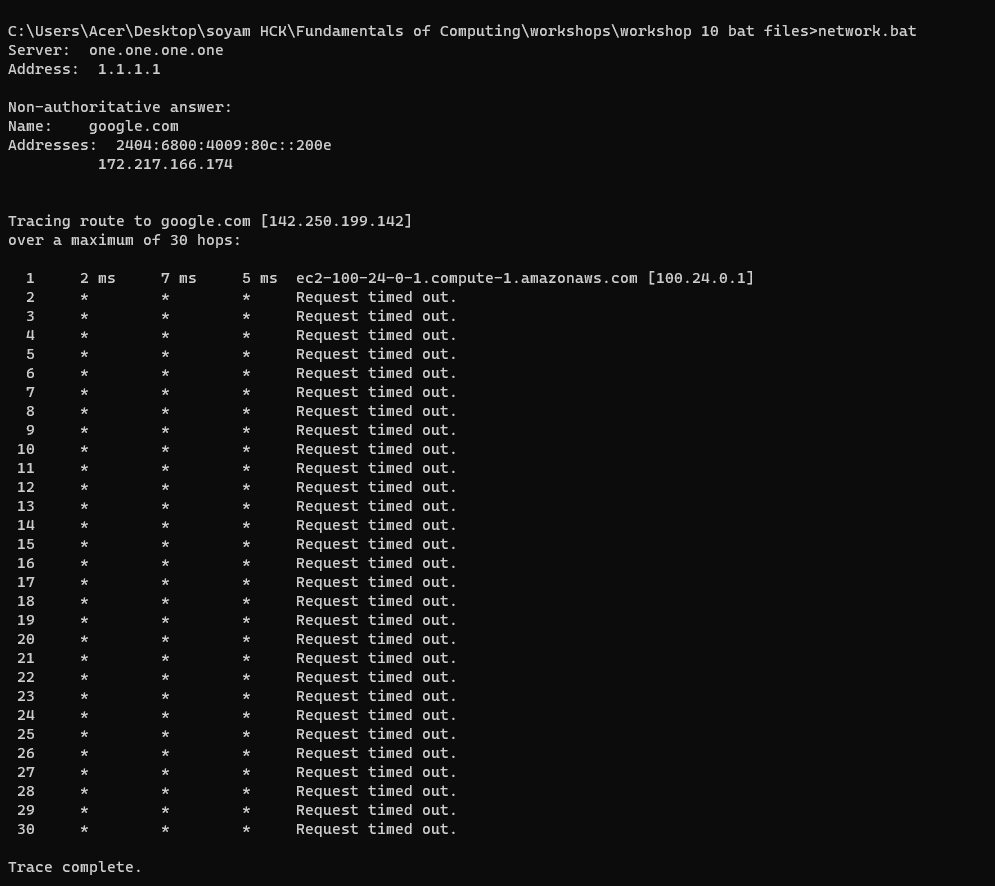 C:\Users\Acer\Desktop\soyam HCK\Fundamentals of Computing\workshops\workshop 10 bat files>network.bat
Server:  one.one.one.one
Address:  1.1.1.1

Non-authoritative answer:
Name:    google.com
Addresses:  2404:6800:4009:80c::200e
          172.217.166.174


Tracing route to google.com [142.250.199.142]
over a maximum of 30 hops:

  1     2 ms     7 ms     5 ms  ec2-100-24-0-1.compute-1.amazonaws.com [100.24.0.1]
  2     *        *        *     Request timed out.
  3     *        *        *     Request timed out.
  4     *        *        *     Request timed out.
  5     *        *        *     Request timed out.
  6     *        *        *     Request timed out.
  7     *        *        *     Request timed out.
  8     *        *        *     Request timed out.
  9     *        *        *     Request timed out.
 10     *        *        *     Request timed out.
 11     *        *        *     Request timed out.
 12     *        *        *     Request timed out.
 13     *        *        *     Request timed out.
 14     *        *        *     Request timed out.
 15     *        *        *     Request timed out.
 16     *        *        *     Request timed out.
 17     *        *        *     Request timed out.
 18     *        *        *     Request timed out.
 19     *        *        *     Request timed out.
 20     *        *        *     Request timed out.
 21     *        *        *     Request timed out.
 22     *        *        *     Request timed out.
 23     *        *        *     Request timed out.
 24     *        *        *     Request timed out.
 25     *        *        *     Request timed out.
 26     *        *        *     Request timed out.
 27     *        *        *     Request timed out.
 28     *        *        *     Request timed out.
 29     *        *        *     Request timed out.
 30     *        *        *     Request timed out.

Trace complete.